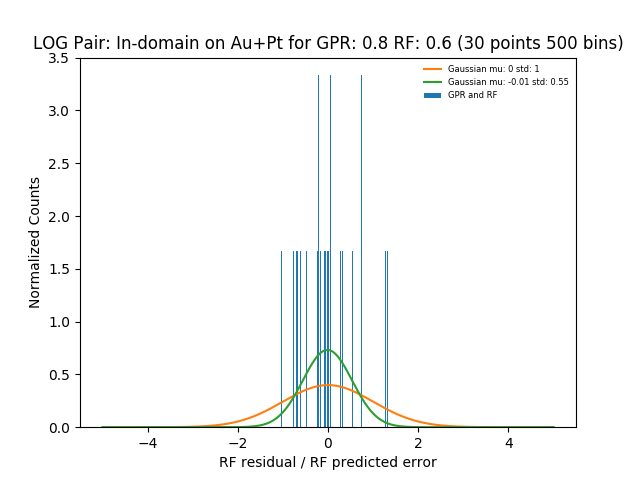 LOG Pair: In-domain on Au+Pt for GPR: 0.8 RF: 0.6 (30 points 500 bins)
Gaussian mu: 0 std: 1
Gaussian mu: -0.01 std: 0.55
GPR and RF
Normalized Counts
3.5
3.0
2.5
2.0
1.5
1.0
0.5
0.0
−4
−2
0
2
4
RF residual / RF predicted error